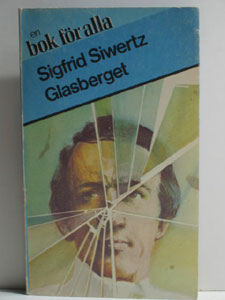 en
bok för alla
Sigfrid Siwertz
Glasberget